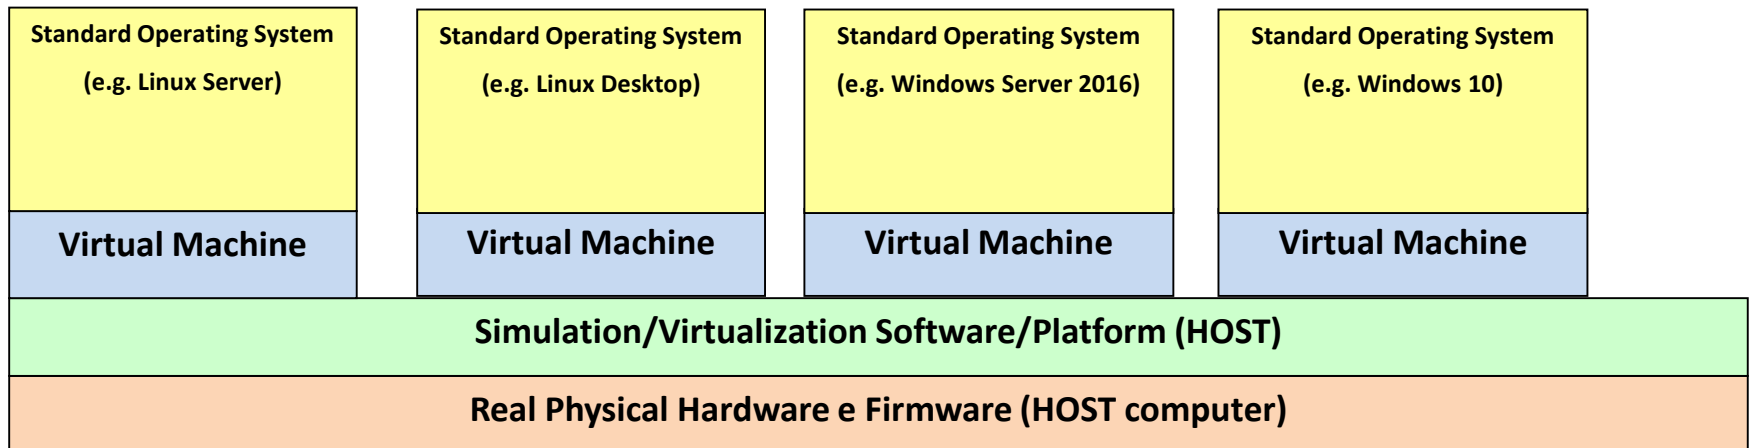 Standard Operating System
(e.g. Linux Server)
Standard Operating System
(e.g. Linux Desktop)
Standard Operating System
(e.g. Windows Server 2016)
Standard Operating System
(e.g. Windows 10)
Virtual Machine
Virtual Machine
Virtual Machine
Virtual Machine
Simulation/Virtualization Software/Platform (HOST)
Real Physical Hardware e Firmware (HOST computer)